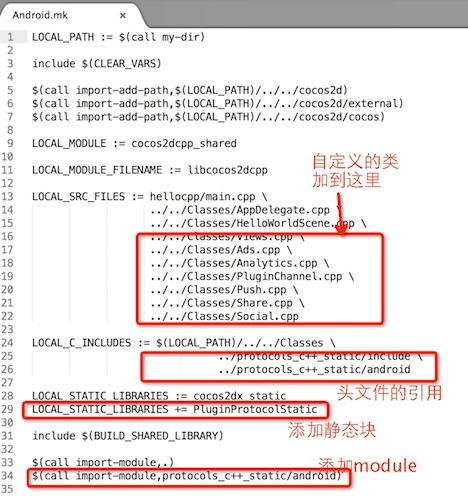 Android.mk
1 LOCAL_PATH := $(call my-dir)
2
3 include $(CLEAR_VARS)
4
5 $(call import-add-path,$(LOCAL_PATH)/../../cocos2d)
6 $(call import-add-path,$(LOCAL_PATH)/../../cocos2d/external)
7 $(call import-add-path,$(LOCAL_PATH)/../../cocos2d/cocos)
8
9 LOCAL_MODULE := cocos2dcpp_shared
10
11 LOCAL_MODULE_FILENAME := libcocos2dcpp
12
自定义的类
加到这里
13 LOCAL_SRC_FILES := hellocpp/main.cpp \
14 ../../Classes/AppDelegate.cpp \
15 ../../Classes/HelloWorldScene.cpp \
16 ../../Classes/Views.cpp \
17 ../../Classes/Ads.cpp \
18 ../../Classes/Analytics.cpp \
19 ../../Classes/PluginChannel.cpp \
20 ../../Classes/Push.cpp \
21 ../../Classes/Share.cpp \
22 ../../Classes/Social.cpp
23
24 LOCAL_C_INCLUDES := $(LOCAL_PATH)/../../Classes \
25 ../protocols_c++_static/include \
26 ../protocols_c++_static/android
27
头文件的引用
28 LOCAL_STATIC_LIBRARIES := cocos2dx_static
29 LOCAL_STATIC_LIBRARIES += PluginProtocolStatic
30
添加静态块
31 include $(BUILD_SHARED_LIBRARY)
32
33 $(call import-module,.)
添加module
34 $(call import-module,protocols_c++_static/android)